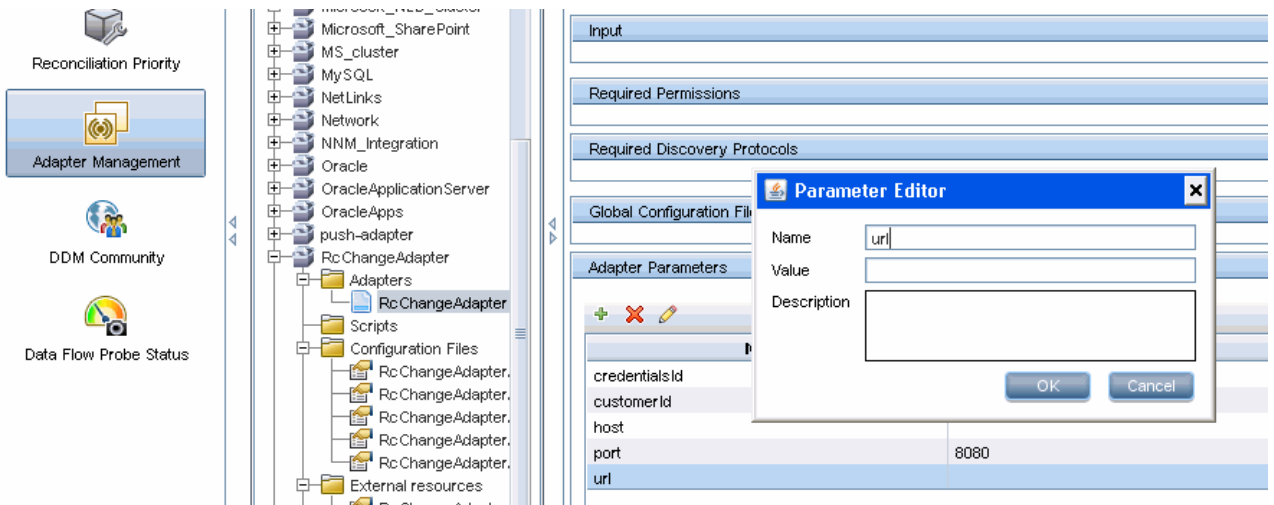 Reconciliation Priority
Adapter Management
DDM Community
Data Flow Probe Status
Microsoft_NLB_Cluster
Microsoft_SharePoint
MS_cluster
MySQL
NetLinks
Network
NNM_Integration
Oracle
OracleApplicationServer
OracleApps
push-adapter
RcChangeAdapter
Adapters
RcChangeAdapter
Scripts
Configuration Files
RcChangeAdapter.
RcChangeAdapter.
RcChangeAdapter.
RcChangeAdapter.
RcChangeAdapter.
External resources
Input
Required Permissions
Required Discovery Protocols
Global Configuration Fil
Adapter Parameters
credentialsId
customerId
host
port 8080
url
Parameter Editor
Name url
Value
Description
OK Cancel